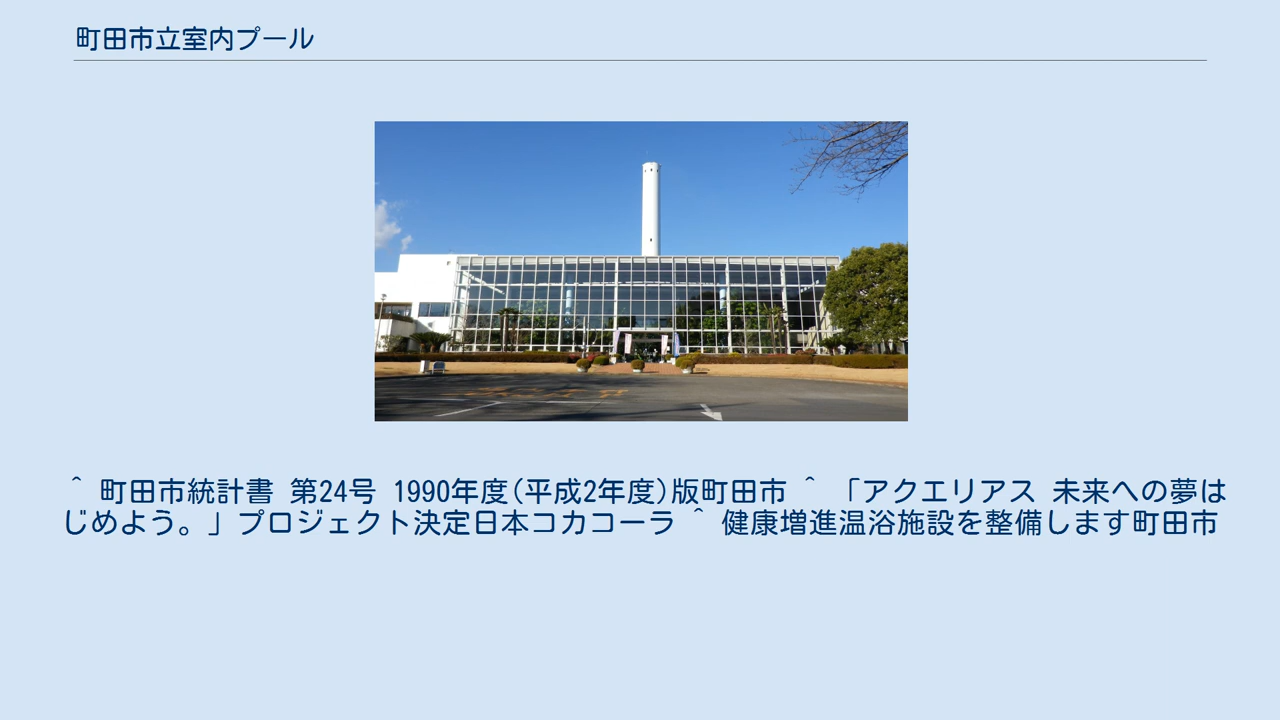 町田市立室内プール
^ 町田市統計書 第24号 1990年度(平成2年度)版町田市 ^ 「アクエリアス 未来への夢は
じめよう。」プロジェクト決定日本コカコーラ ^ 健康増進温浴施設を整備します町田市